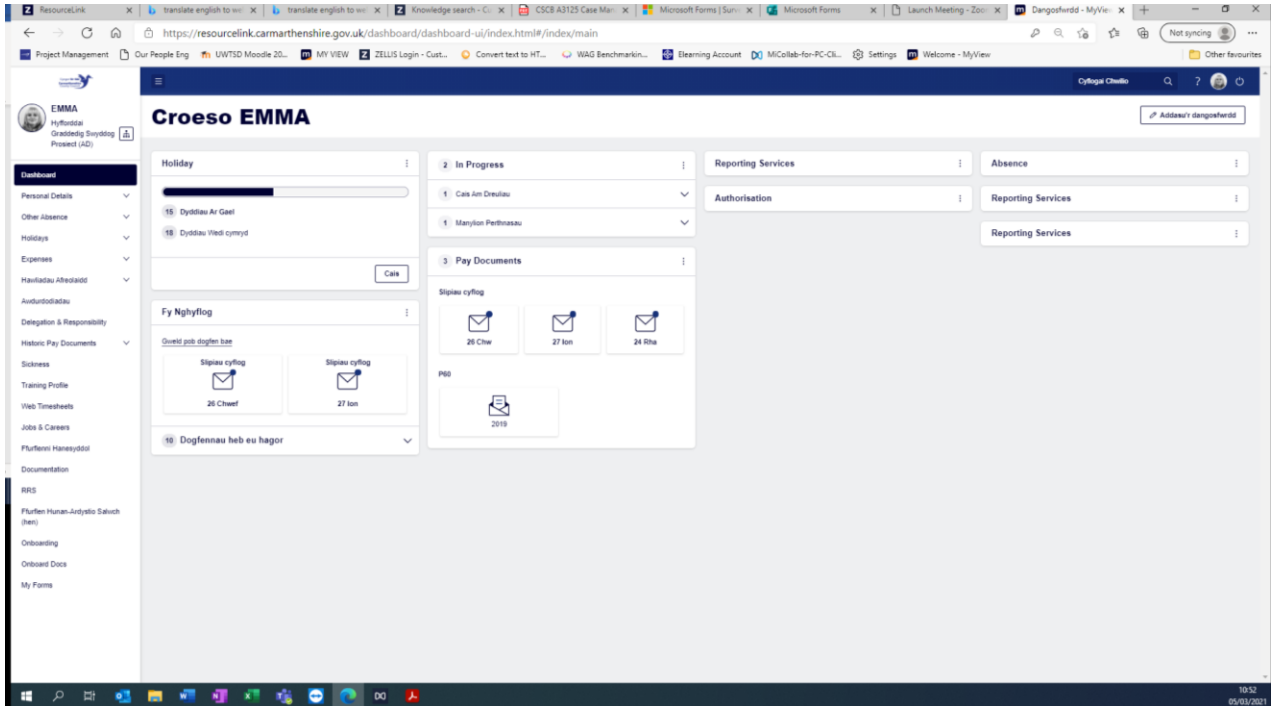 ResourceLink
translate english to we
translate english to we
Knowledge search - Cu
CSCB A3125 Case Man
Microsoft Forms | Surv
Microsoft Forms
Launch Meeting - Zoo
Dangosfwrdd - MyView
https://resourcelink.carmarthenshire.gov.uk/dashboard/dashboard-ui/index.html#/index/main
Not syncing
Project Management
Our People Eng
UWTSD Moodle 20...
MY VIEW
ZELLIS Login - Cust...
Convert text to HT...
WAG Benchmarkin...
Elearning Account
MiCollab-for-PC-Cli...
Settings
Welcome - MyView
Other favourites
Cyflogai Chwilio
EMMA
Hyfforddai
Graddedig Swyddog
Prosiect (AD)
Croeso EMMA
Addasu'r dangosfwrdd
Dashboard
Personal Details
Other Absence
Holidays
Expenses
Hawliadau Afreolaidd
Awdurdodiadau
Delegation & Responsibility
Historic Pay Documents
Sickness
Training Profile
Web Timesheets
Jobs & Careers
Ffurflenni Hanesyddol
Documentation
RRS
Ffurflen Hunan-Ardystio Salwch
(hen)
Onboarding
Onboard Docs
My Forms
Holiday
15 Dyddiau Ar Gael
18 Dyddiau Wedi cymryd
Cais
Fy Nghyflog
Gweld pob dogfen bae
Slipiau cyflog
26 Chwef
Slipiau cyflog
27 Ion
10 Dogfennau heb eu hagor
2 In Progress
1 Cais Am Dreuliau
1 Manylion Perthnasau
3 Pay Documents
Slipiau cyflog
26 Chw
27 Ion
24 Rha
P60
2019
Reporting Services
Authorisation
Absence
Reporting Services
Reporting Services
10:52
05/03/2021